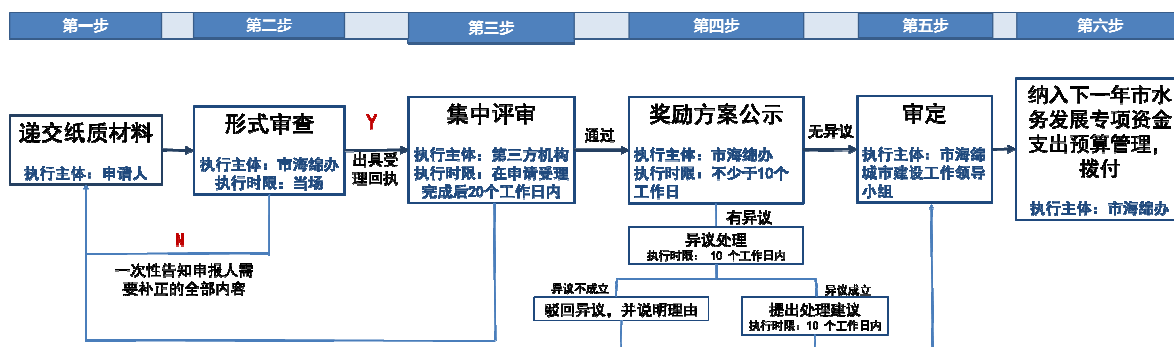 第一步
第二步
第三步
第四步
第五步
第六步
递交纸质材料
执行主体：申请人
形式审查
执行主体：市海绵办
执行时限：当场
Y
出具受
理回执
N
一次性告知申报人需
要补正的全部内容
集中评审
执行主体：第三方机构
执行时限：在申请受理
完成后20个工作日内
通过
奖励方案公示
执行主体：市海绵办
执行时限：不少于10个
工作日
无异议
有异议
异议处理
执行时限： 10 个工作日内
异议不成立
驳回异议，并说明理由
异议成立
提出处理建议
执行时限：10 个工作日内
审定
执行主体：市海绵
城市建设工作领导
小组
纳入下一年市水
务发展专项资金
支出预算管理，
拨付
执行主体：市海绵办